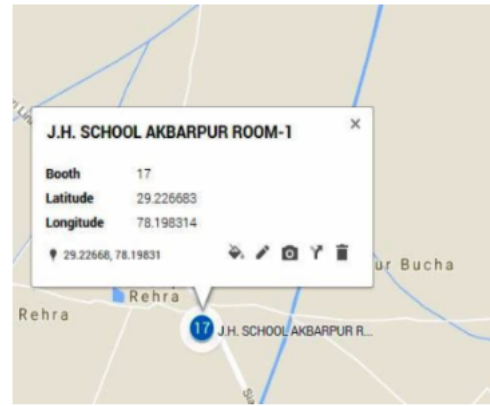 J.H. SCHOOL AKBARPUR ROOM-1
Booth 17
Latitude 29.226683
Longitude 78.198314
29.22668, 78.19831
ur Bucha
Rehra
Rehra
17 J.H. SCHOOL AKBARPUR R...